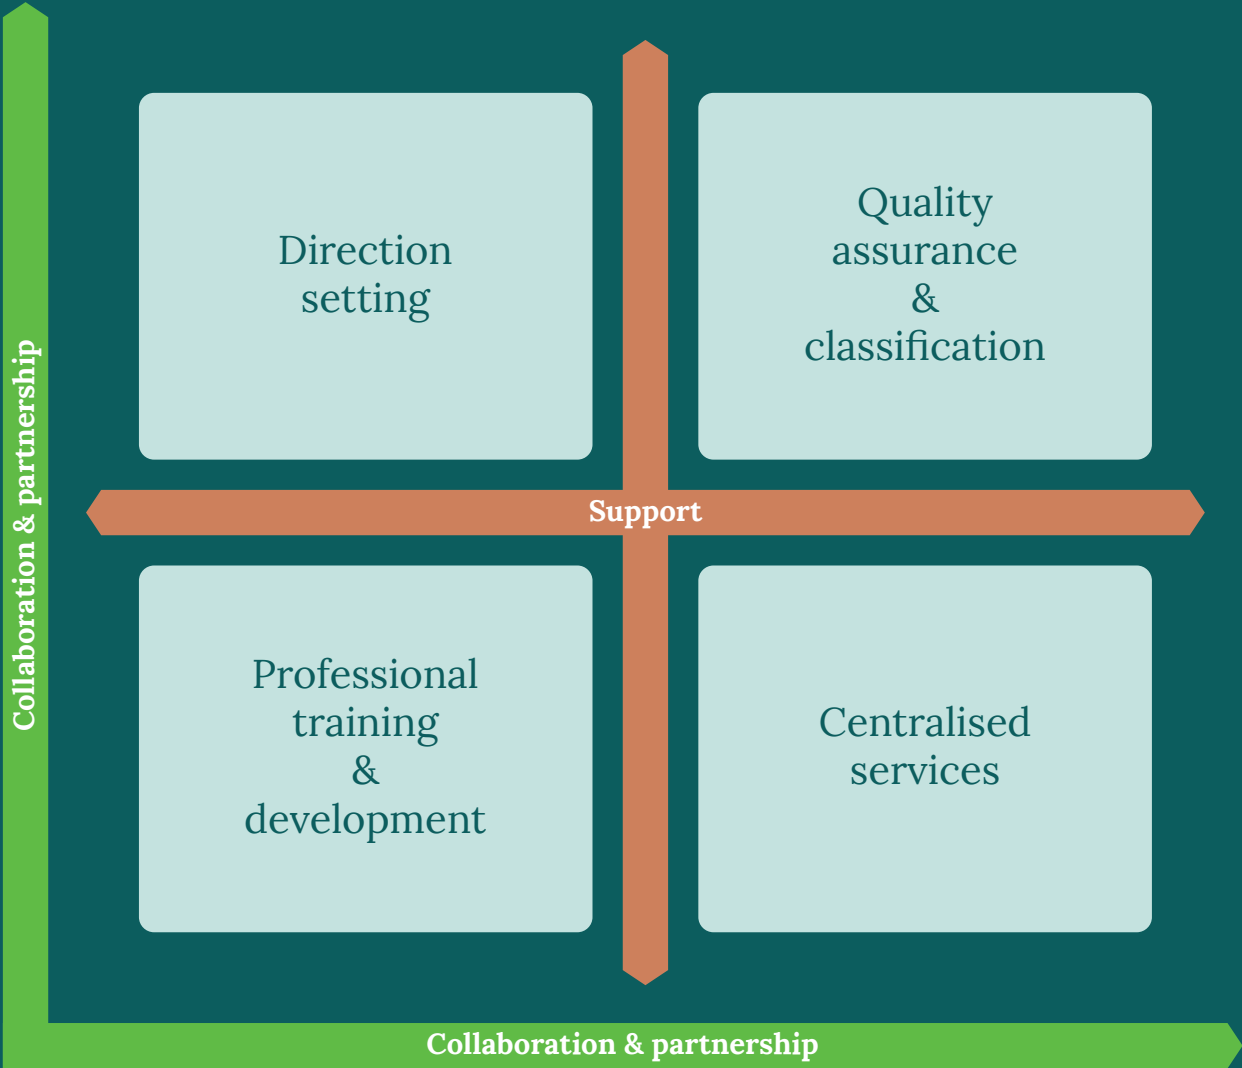 Direction
setting
Quality
assurance
&
classification
Collaboration & partnership
Support
Professional
training
&
development
Centralised
services
Collaboration & partnership